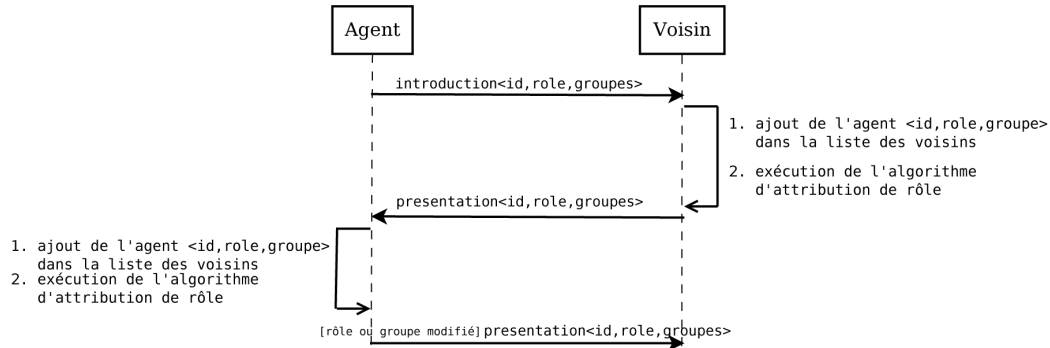 Agent
Voisin
introduction<id,role,groupes>
1. ajout de l'agent <id,role,groupe>
dans la liste des voisins
2. exécution de l'algorithme
d'attribution de rôle
presentation<id,role,groupes>
1. ajout de l'agent <id,role,groupe>
dans la liste des voisins
2. exécution de l'algorithme
d'attribution de rôle
[rôle ou groupe modifié] presentation<id,role,groupes>